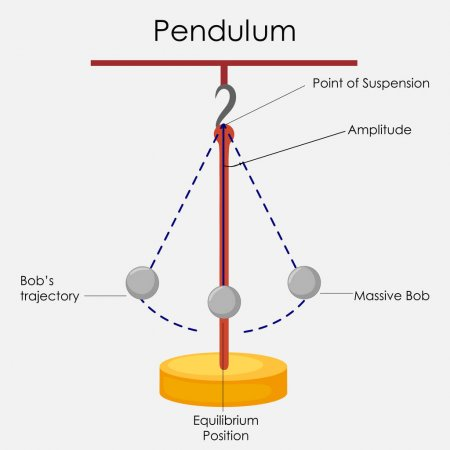 Pendulum
Point of Suspension
Amplitude
Bob's
trajectory
Massive Bob
Equilibrium
Position